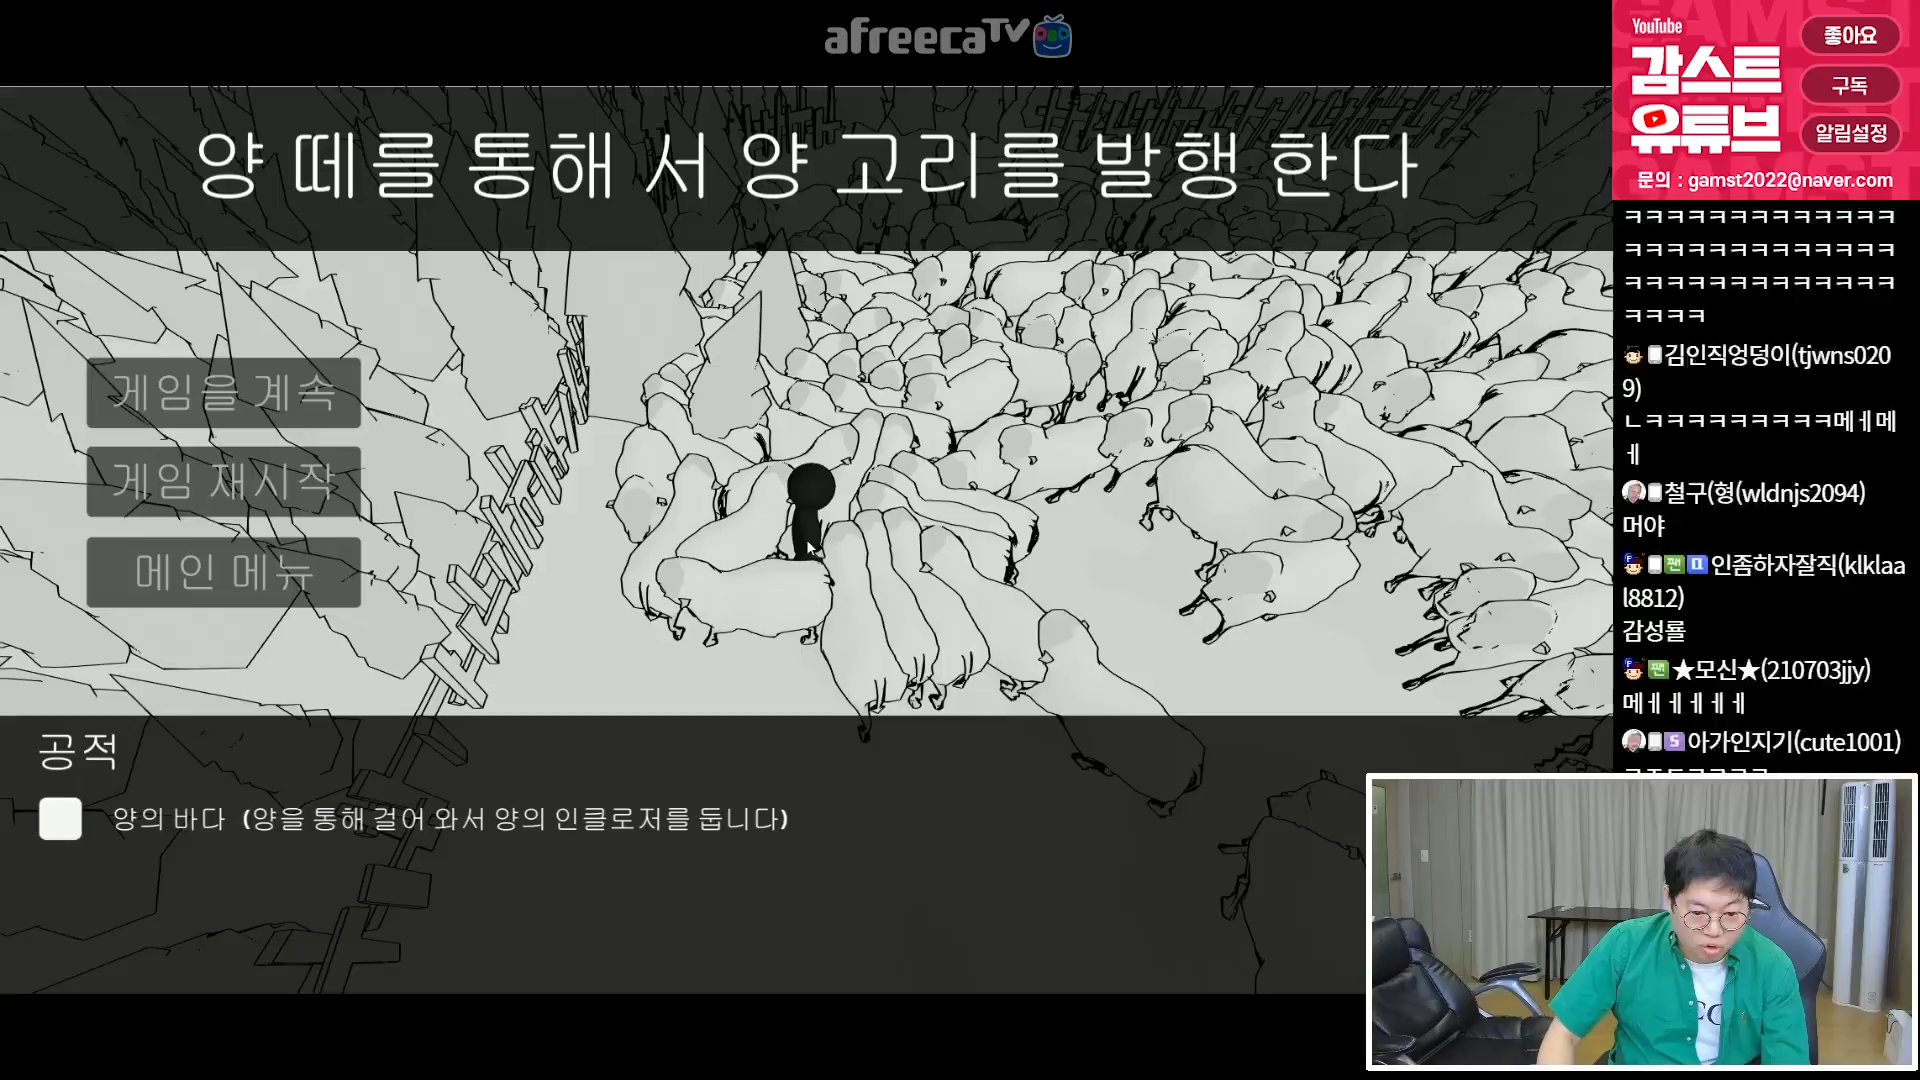 afreecaTV
양 떼를 통해 서 양 고리를 발행 한다
게임을 계속
게임 재시작
메인 메뉴
공적
양의 바다 (양을 통해 걸어 와서 양의 인클로저를 둡니다)
YouTube
감스트
유튜브
좋아요
구독
알림설정
문의 : gamst2022@naver.com
ㅋㅋㅋㅋㅋㅋㅋㅋㅋㅋㅋㅋㅋ
ㅋㅋㅋㅋㅋㅋㅋㅋㅋㅋㅋㅋㅋ
ㅋㅋㅋㅋㅋㅋㅋㅋㅋㅋㅋㅋㅋ
ㅋㅋㅋㅋ
김인직엉덩이(tjwns020
9)
ㄴㅋㅋㅋㅋㅋㅋㅋㅋㅋ메ㅔ메
ㅔ
철구(형(wldnjs2094)
머야
팬 인좀하자잘직(klklaa
l8812)
감성룔
팬 ★모신★(210703jjy)
메ㅔㅔㅔㅔㅔ
S 아가인지기(cute1001)